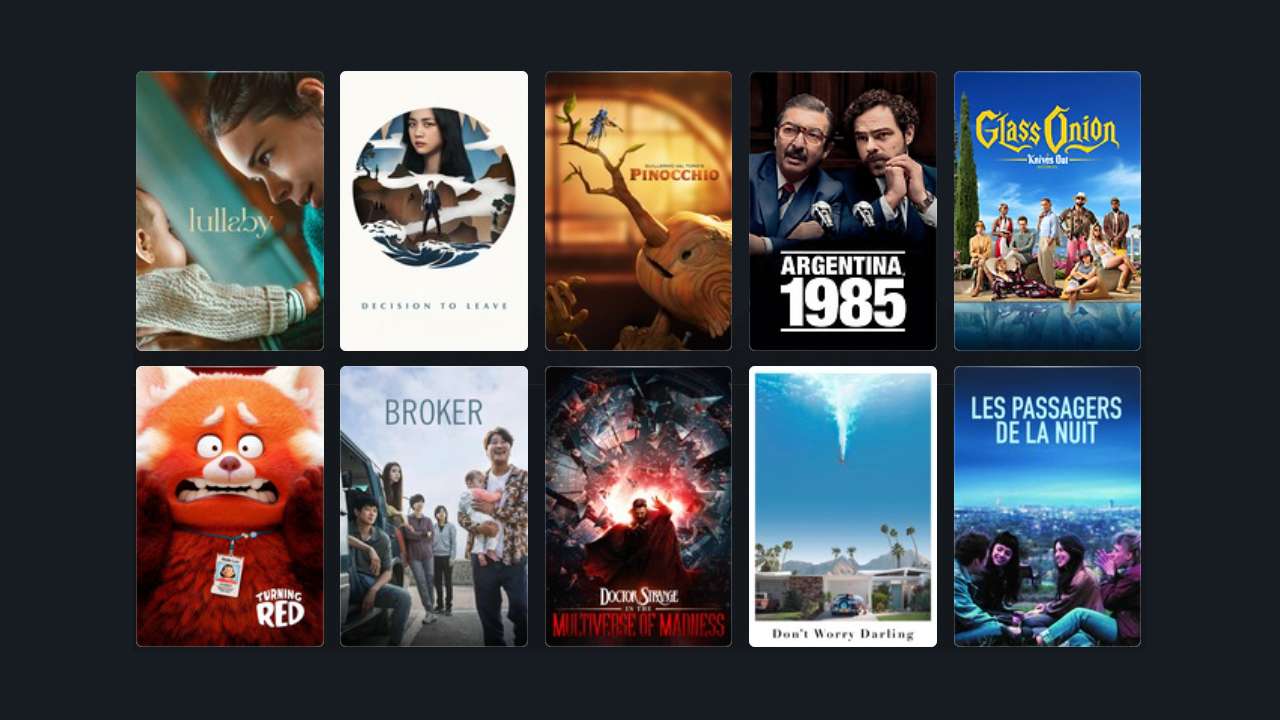 lullaby
DECISION TO LEAVE
GUILLERMO DEL TORO'S
PINOCCHIO
ARGENTINA,
1985
Glass Onion
Knives Out
TURNING
RED
BROKER
DOCTOR STRANGE
IN THE
MULTIVERSE OF MADNESS
Don't Worry Darling
LES PASSAGERS
DE LA NUIT